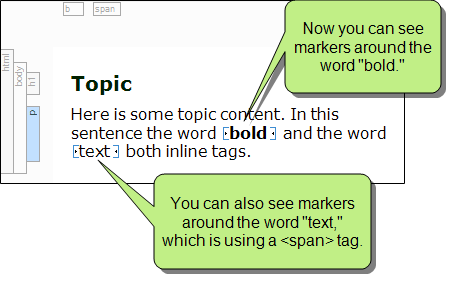 b span
html
body
h1
p
Now you can see
markers around the
word "bold."
Topic
Here is some topic content. In this
sentence the word bold and the word
text both inline tags.
You can also see markers
around the word "text,"
which is using a <span> tag.